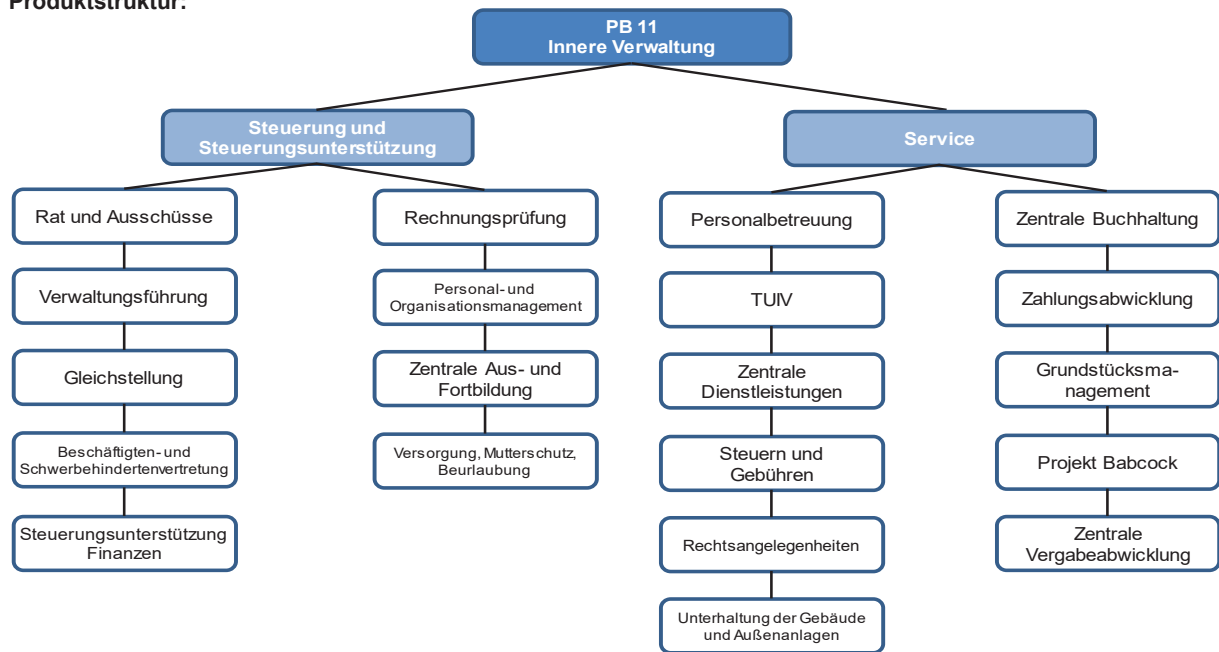 Produktstruktur:
PB 11
Innere Verwaltung
Steuerung und
Steuerungsunterstützung
Service
Rat und Ausschüsse
Verwaltungsführung
Gleichstellung
Beschäftigten- und
Schwerbehindertenvertretung
Steuerungsunterstützung
Finanzen
Rechnungsprüfung
Personal- und
Organisationsmanagement
Zentrale Aus- und
Fortbildung
Versorgung, Mutterschutz,
Beurlaubung
Personalbetreuung
TUIV
Zentrale
Dienstleistungen
Steuern und
Gebühren
Rechtsangelegenheiten
Unterhaltung der Gebäude
und Außenanlagen
Zentrale Buchhaltung
Zahlungsabwicklung
Grundstücksma-
nagement
Projekt Babcock
Zentrale
Vergabeabwicklung